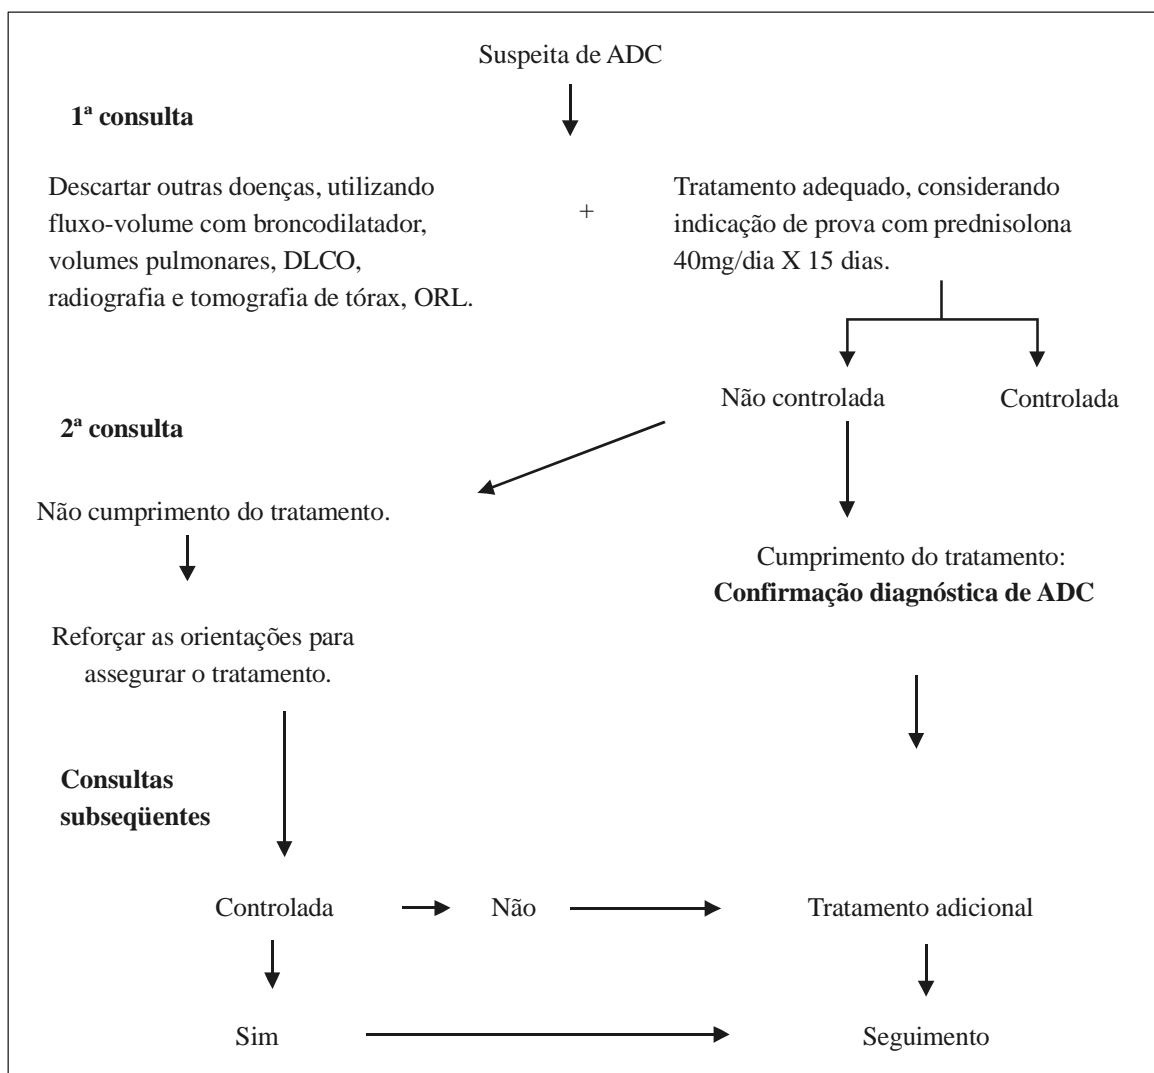 Suspeita de ADC
1ª consulta
Descartar outras doenças, utilizando
fluxo-volume com broncodilatador,
volumes pulmonares, DLCO,
radiografia e tomografia de tórax, ORL.
+
Tratamento adequado, considerando
indicação de prova com prednisolona
40mg/dia X 15 dias.
Não controlada
Controlada
2ª consulta
Não cumprimento do tratamento.
Cumprimento do tratamento:
Confirmação diagnóstica de ADC
Reforçar as orientações para
assegurar o tratamento.
Consultas
subseqüentes
Controlada
Não
Tratamento adicional
Sim
Seguimento